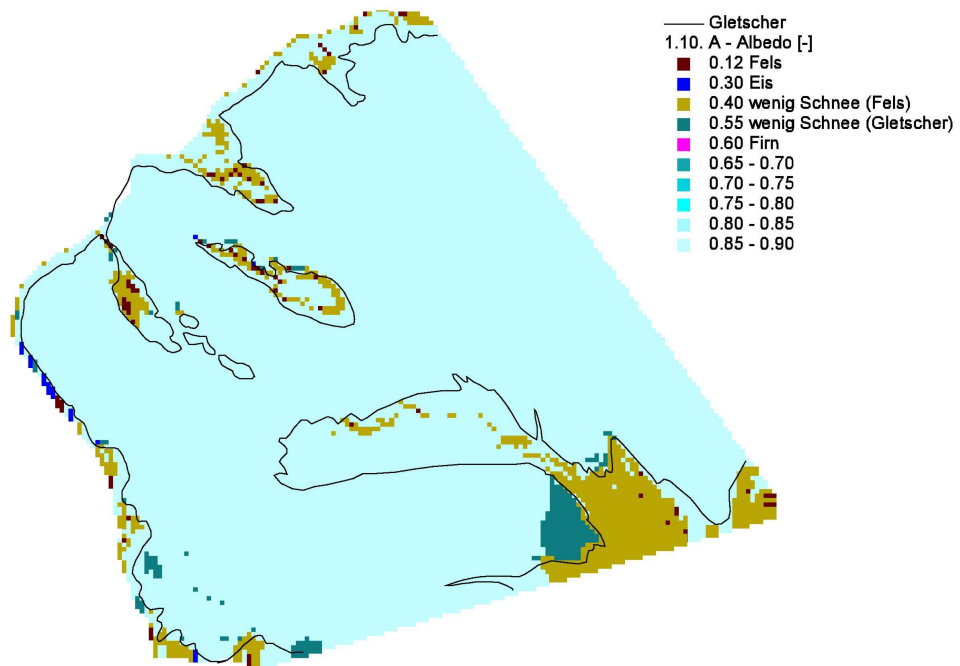 Gletscher
1.10. A - Albedo [-]
0.12 Fels
0.30 Eis
0.40 wenig Schnee (Fels)
0.55 wenig Schnee (Gletscher)
0.60 Firn
0.65 - 0.70
0.70 - 0.75
0.75 - 0.80
0.80 - 0.85
0.85 - 0.90